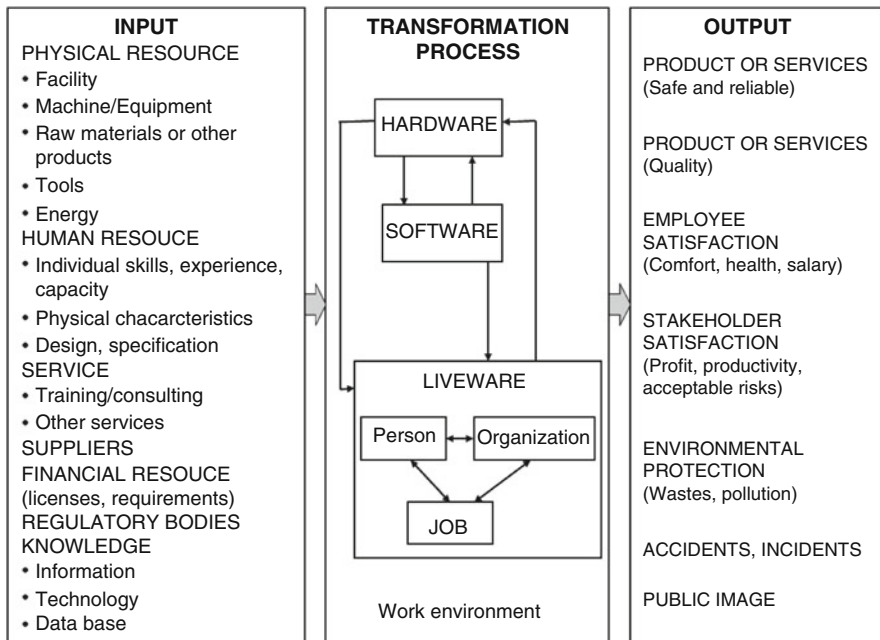 INPUT
PHYSICAL RESOURCE
• Facility
• Machine/Equipment
• Raw materials or other
products
• Tools
• Energy
HUMAN RESOUCE
• Individual skills, experience,
capacity
• Physical chacarcteristics
• Design, specification
SERVICE
• Training/consulting
• Other services
SUPPLIERS
FINANCIAL RESOUCE
(licenses, requirements)
REGULATORY BODIES
KNOWLEDGE
• Information
• Technology
• Data base
TRANSFORMATION
PROCESS
HARDWARE
SOFTWARE
LIVEWARE
Person
Organization
JOB
Work environment
OUTPUT
PRODUCT OR SERVICES
(Safe and reliable)
PRODUCT OR SERVICES
(Quality)
EMPLOYEE
SATISFACTION
(Comfort, health, salary)
STAKEHOLDER
SATISFACTION
(Profit, productivity,
acceptable risks)
ENVIRONMENTAL
PROTECTION
(Wastes, pollution)
ACCIDENTS, INCIDENTS
PUBLIC IMAGE